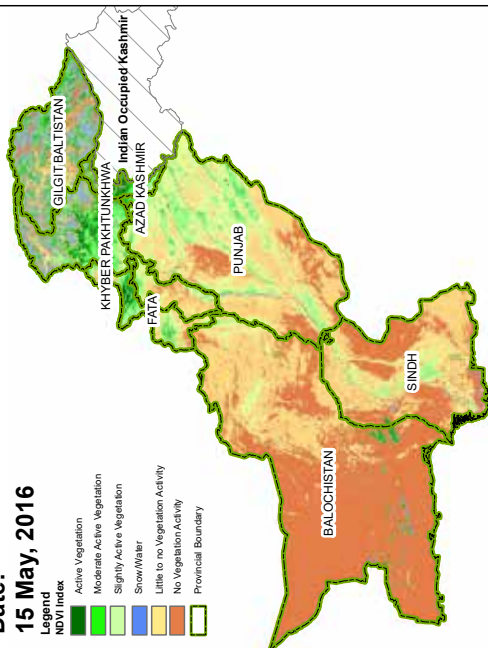 Date:
15 May, 2016
Legend
NDVI Index
Active Vegetation
Moderate Active Vegetation
Slightly Active Vegetation
Snow/Water
Little to no Vegetation Activity
No Vegetation Activity
Provincial Boundary
GILGIT BALTISTAN
KHYBER PAKHTUNKHWA
Indian Occupied Kashmir
AZAD KASHMIR
FATA
PUNJAB
BALOCHISTAN
SINDH